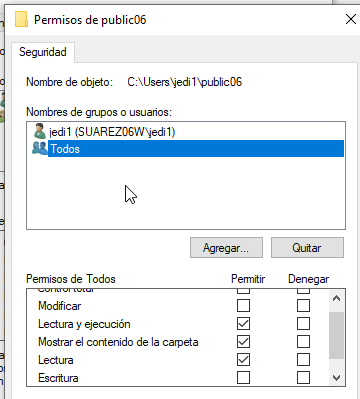 Permisos de public06
Seguridad
Nombre de objeto: C:\Users\jedi1\public06
Nombres de grupos o usuarios:
jedi1 (SUAREZ06W\jedi1)
Todos
Agregar... Quitar
Permisos de Todos Permitir Denegar
Control total
Modificar
Lectura y ejecución
Mostrar el contenido de la carpeta
Lectura
Escritura